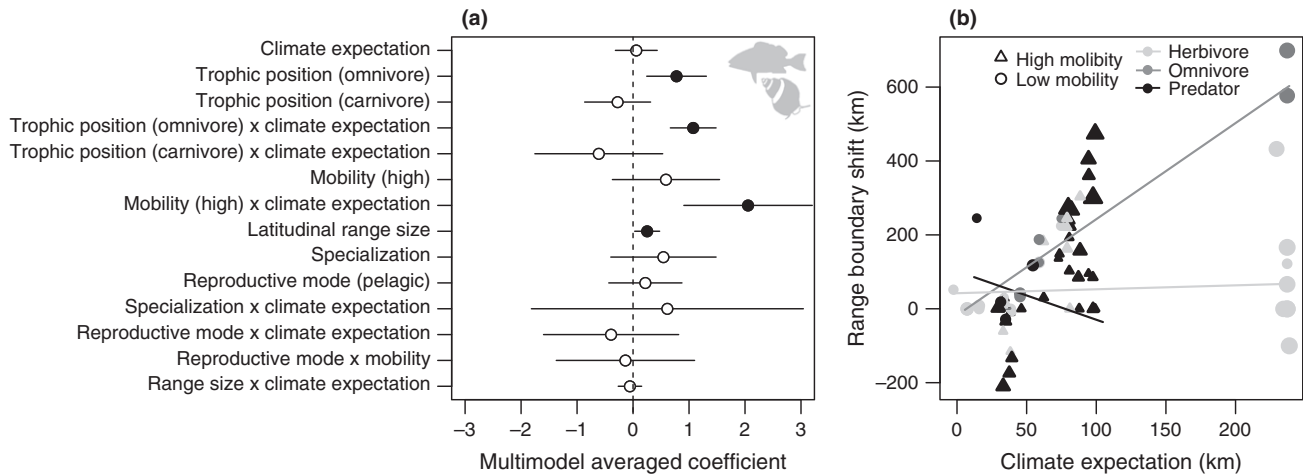 (a)
Climate expectation
Trophic position (omnivore)
Trophic position (carnivore)
Trophic position (omnivore) x climate expectation
Trophic position (carnivore) x climate expectation
Mobility (high)
Mobility (high) x climate expectation
Latitudinal range size
Specialization
Reproductive mode (pelagic)
Specialization x climate expectation
Reproductive mode x climate expectation
Reproductive mode x mobility
Range size x climate expectation
–3 –2 –1 0 1 2 3
Multimodel averaged coefficient
(b)
High molibity
Low mobility
Herbivore
Omnivore
Predator
Range boundary shift (km)
600
400
200
0
–200
0 50 100 150 200
Climate expectation (km)